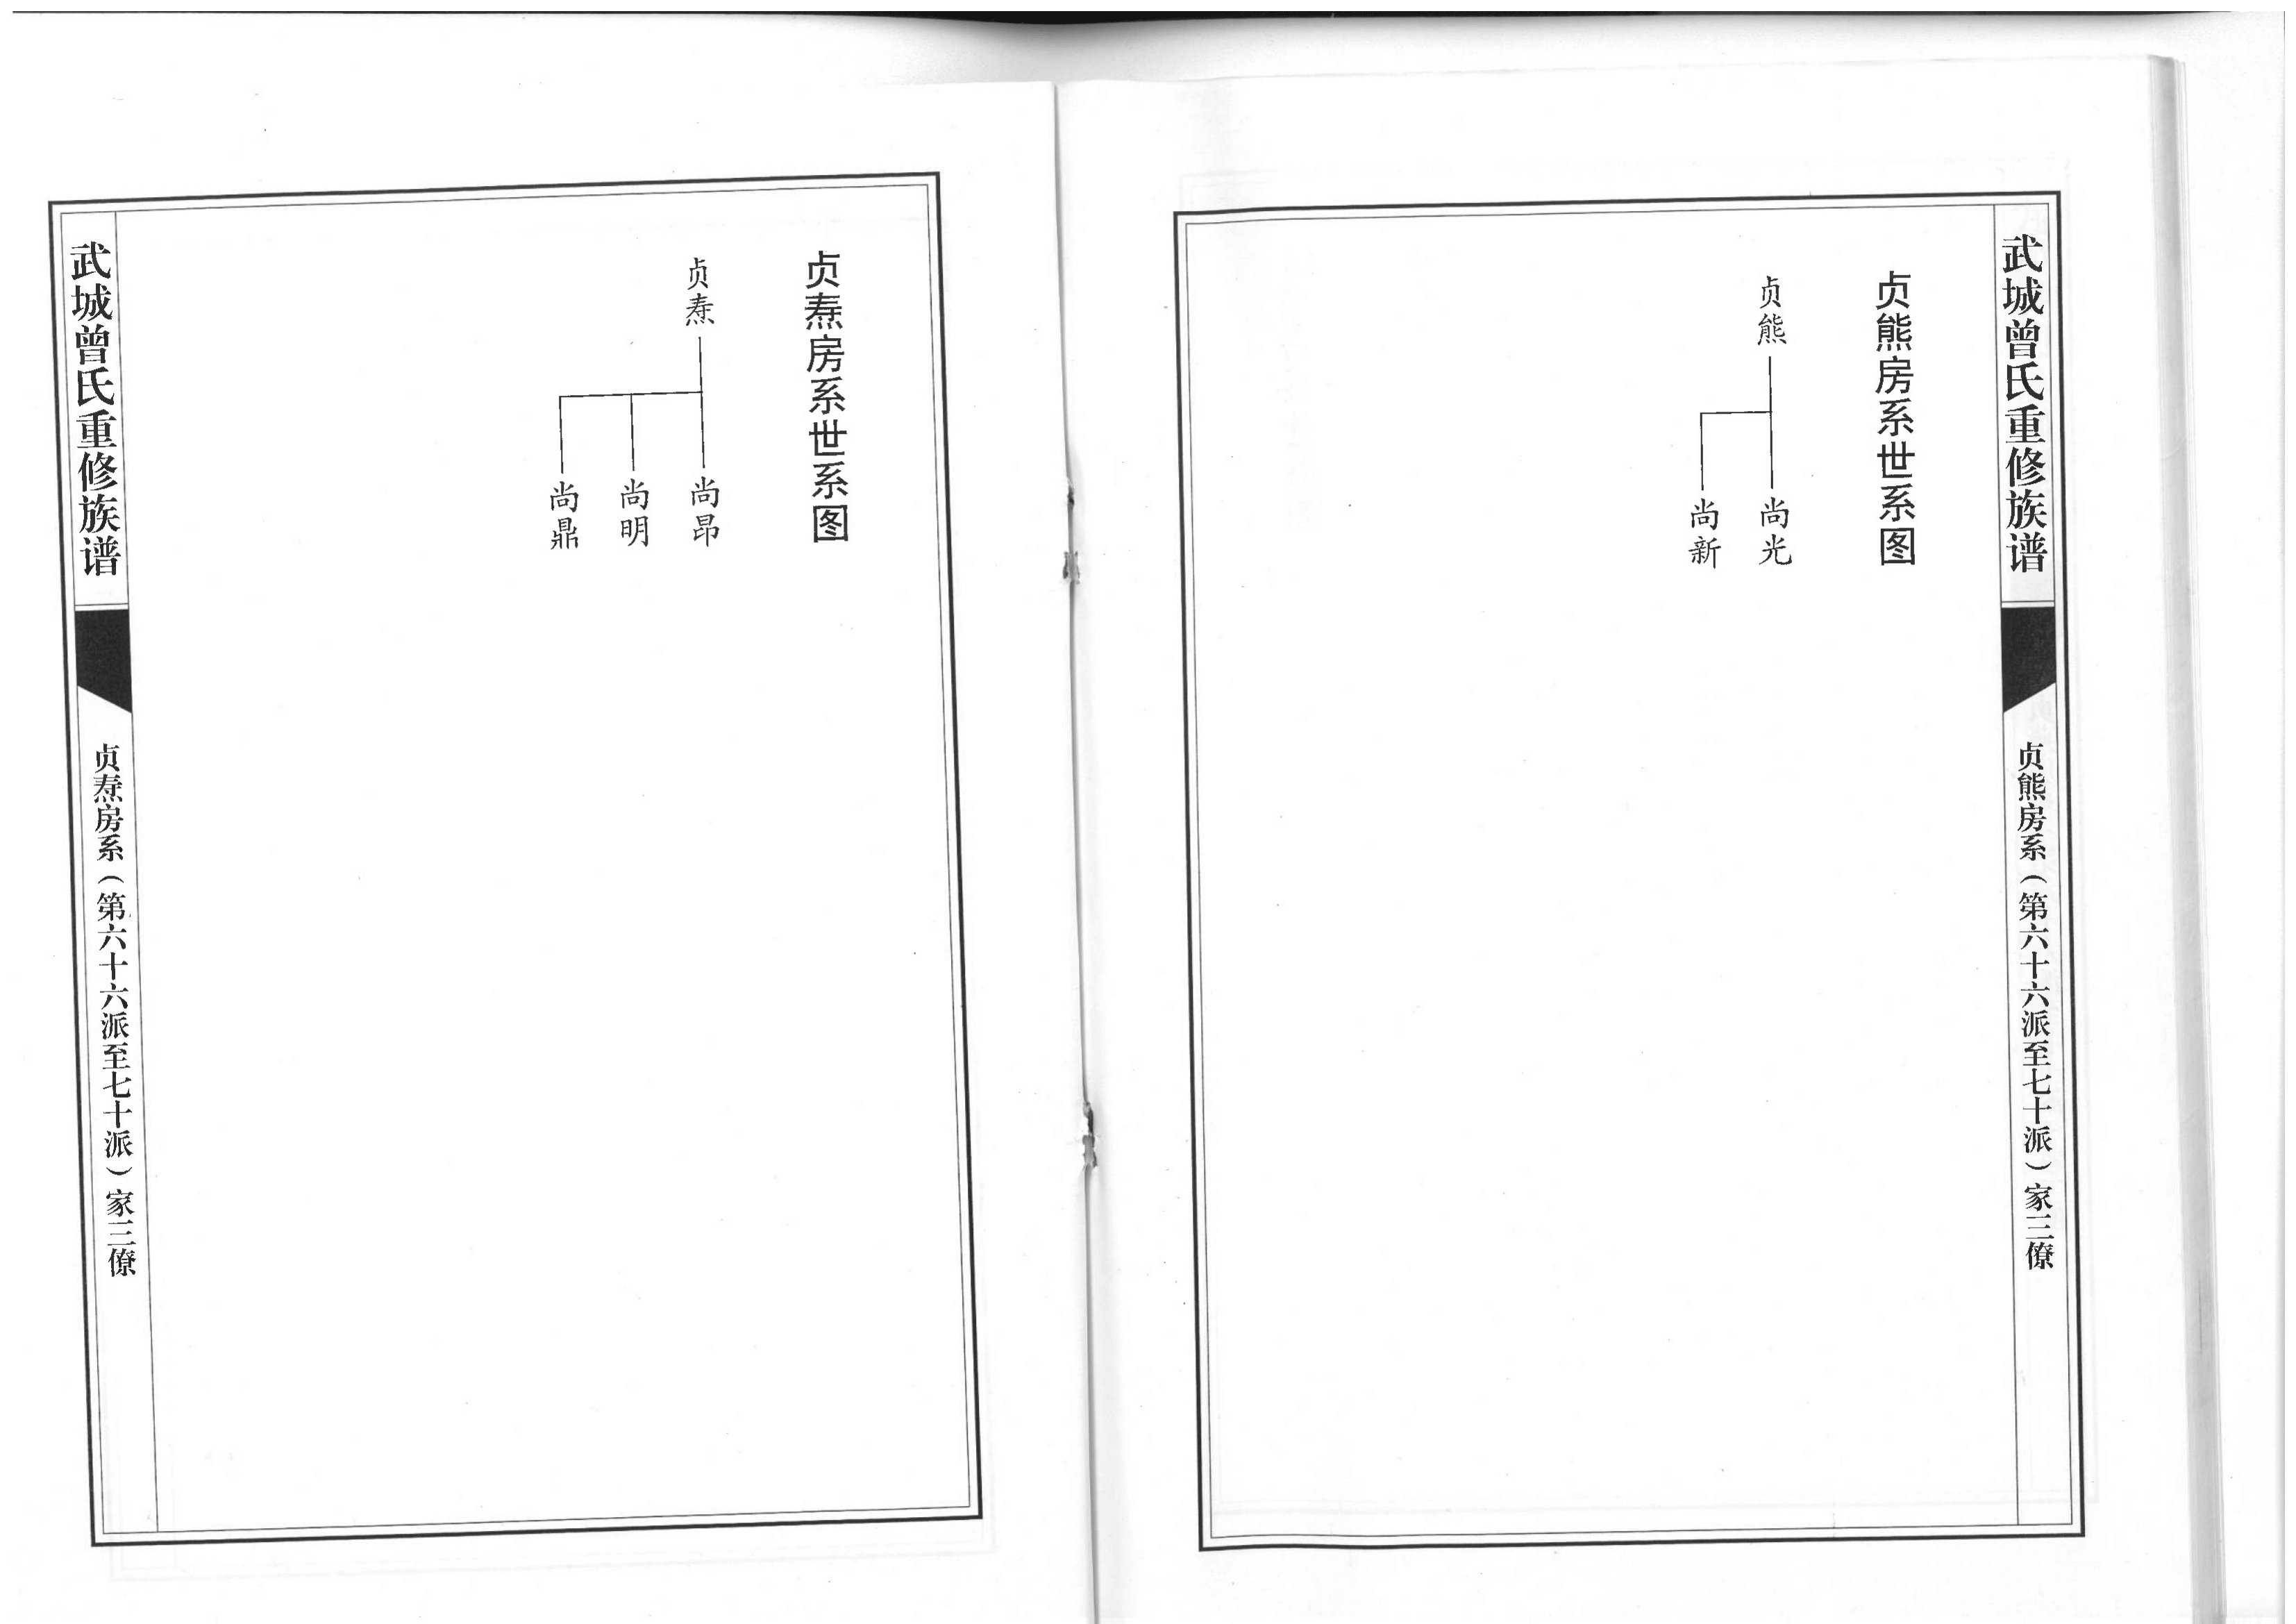 武城曾氏重修族谱
贞熊房系（第六十六派至七十派）家三僚
贞熊房系世系图
贞熊
尚光
尚新
贞焘房系世系图
贞焘
尚昂
尚明
尚鼎
武城曾氏重修族谱
贞焘房系（第六十六派至七十派）家三僚